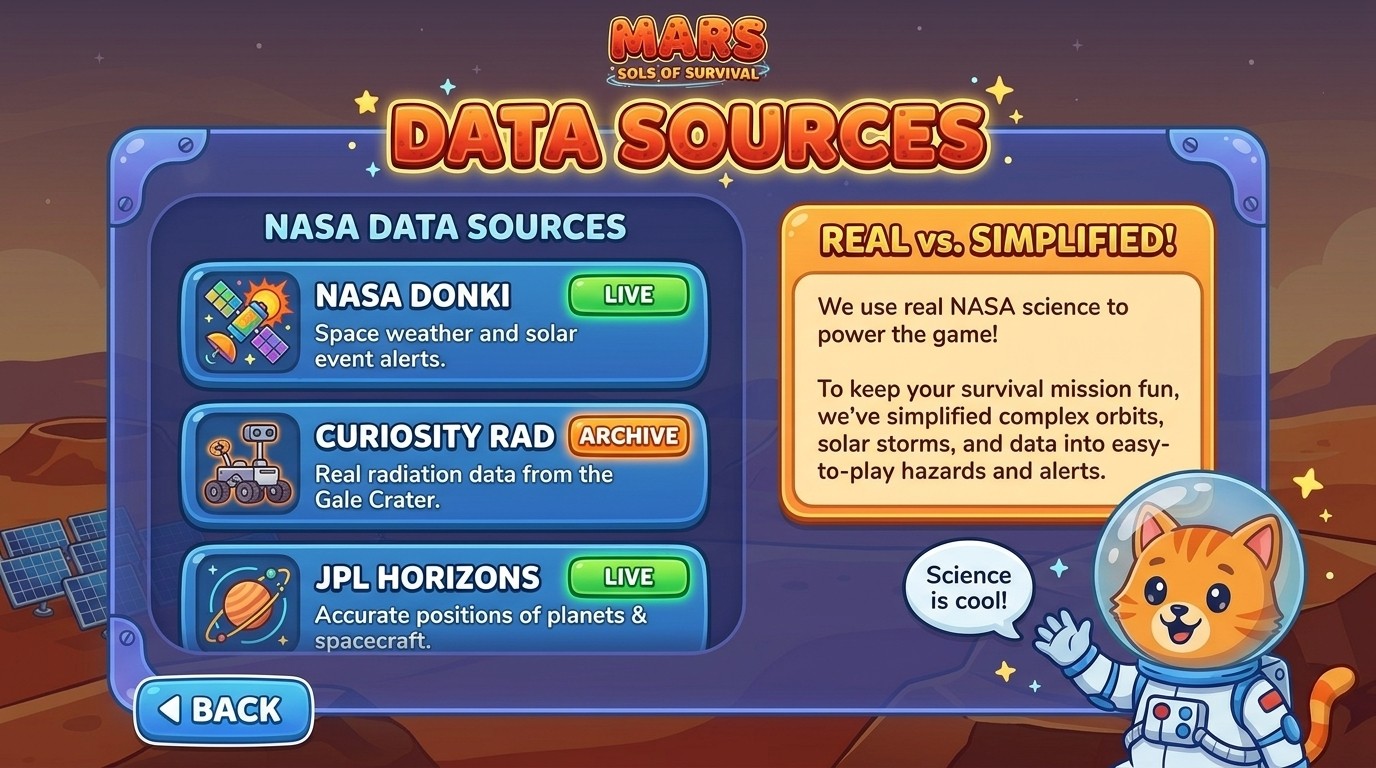 MARS
SOLS OF SURVIVAL
DATA SOURCES
NASA DATA SOURCES
NASA DONKI
LIVE
Space weather and solar
event alerts.
CURIOSITY RAD
ARCHIVE
Real radiation data from the
Gale Crater.
JPL HORIZONS
LIVE
Accurate positions of planets &
spacecraft.
REAL vs. SIMPLIFIED!
We use real NASA science to
power the game!
To keep your survival mission fun,
we've simplified complex orbits,
solar storms, and data into easy-
to-play hazards and alerts.
Science
is cool!
BACK